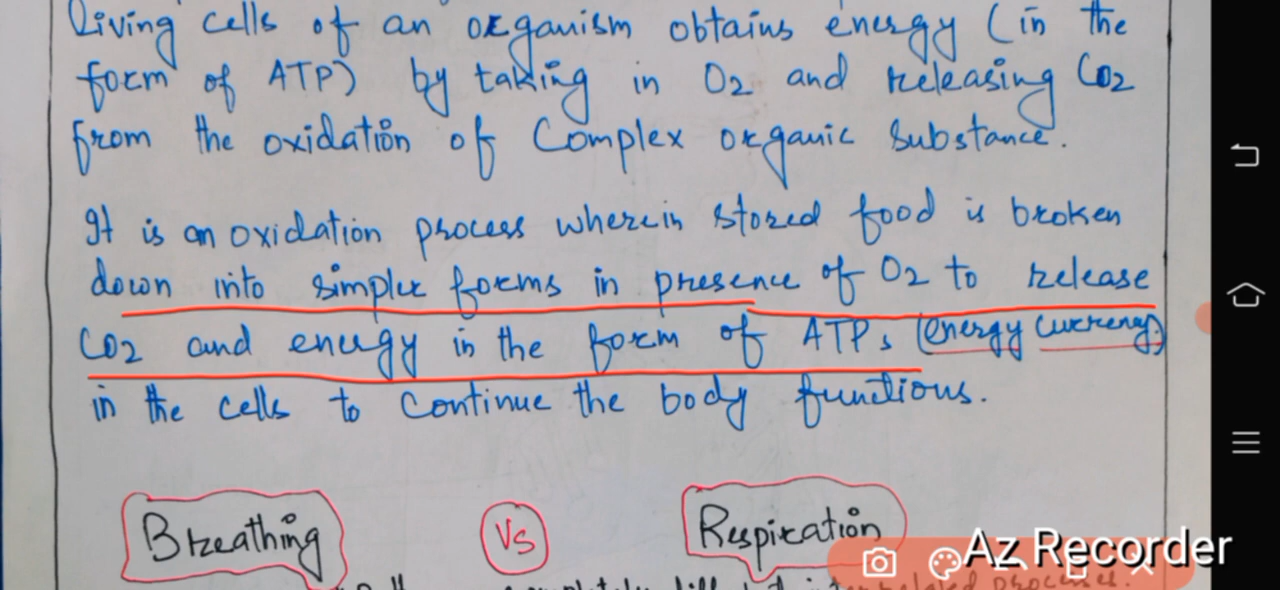 Living cells of an organism obtains energy (in the
form of ATP) by taking in O2 and releasing CO2
from the oxidation of Complex organic substance.
It is an oxidation process wherein stored food is broken
down into simpler forms in presence of O2 to release
CO2 and energy in the form of ATPs (energy currency)
in the cells to continue the body functions.
Breathing Vs Respiration
Az Recorder